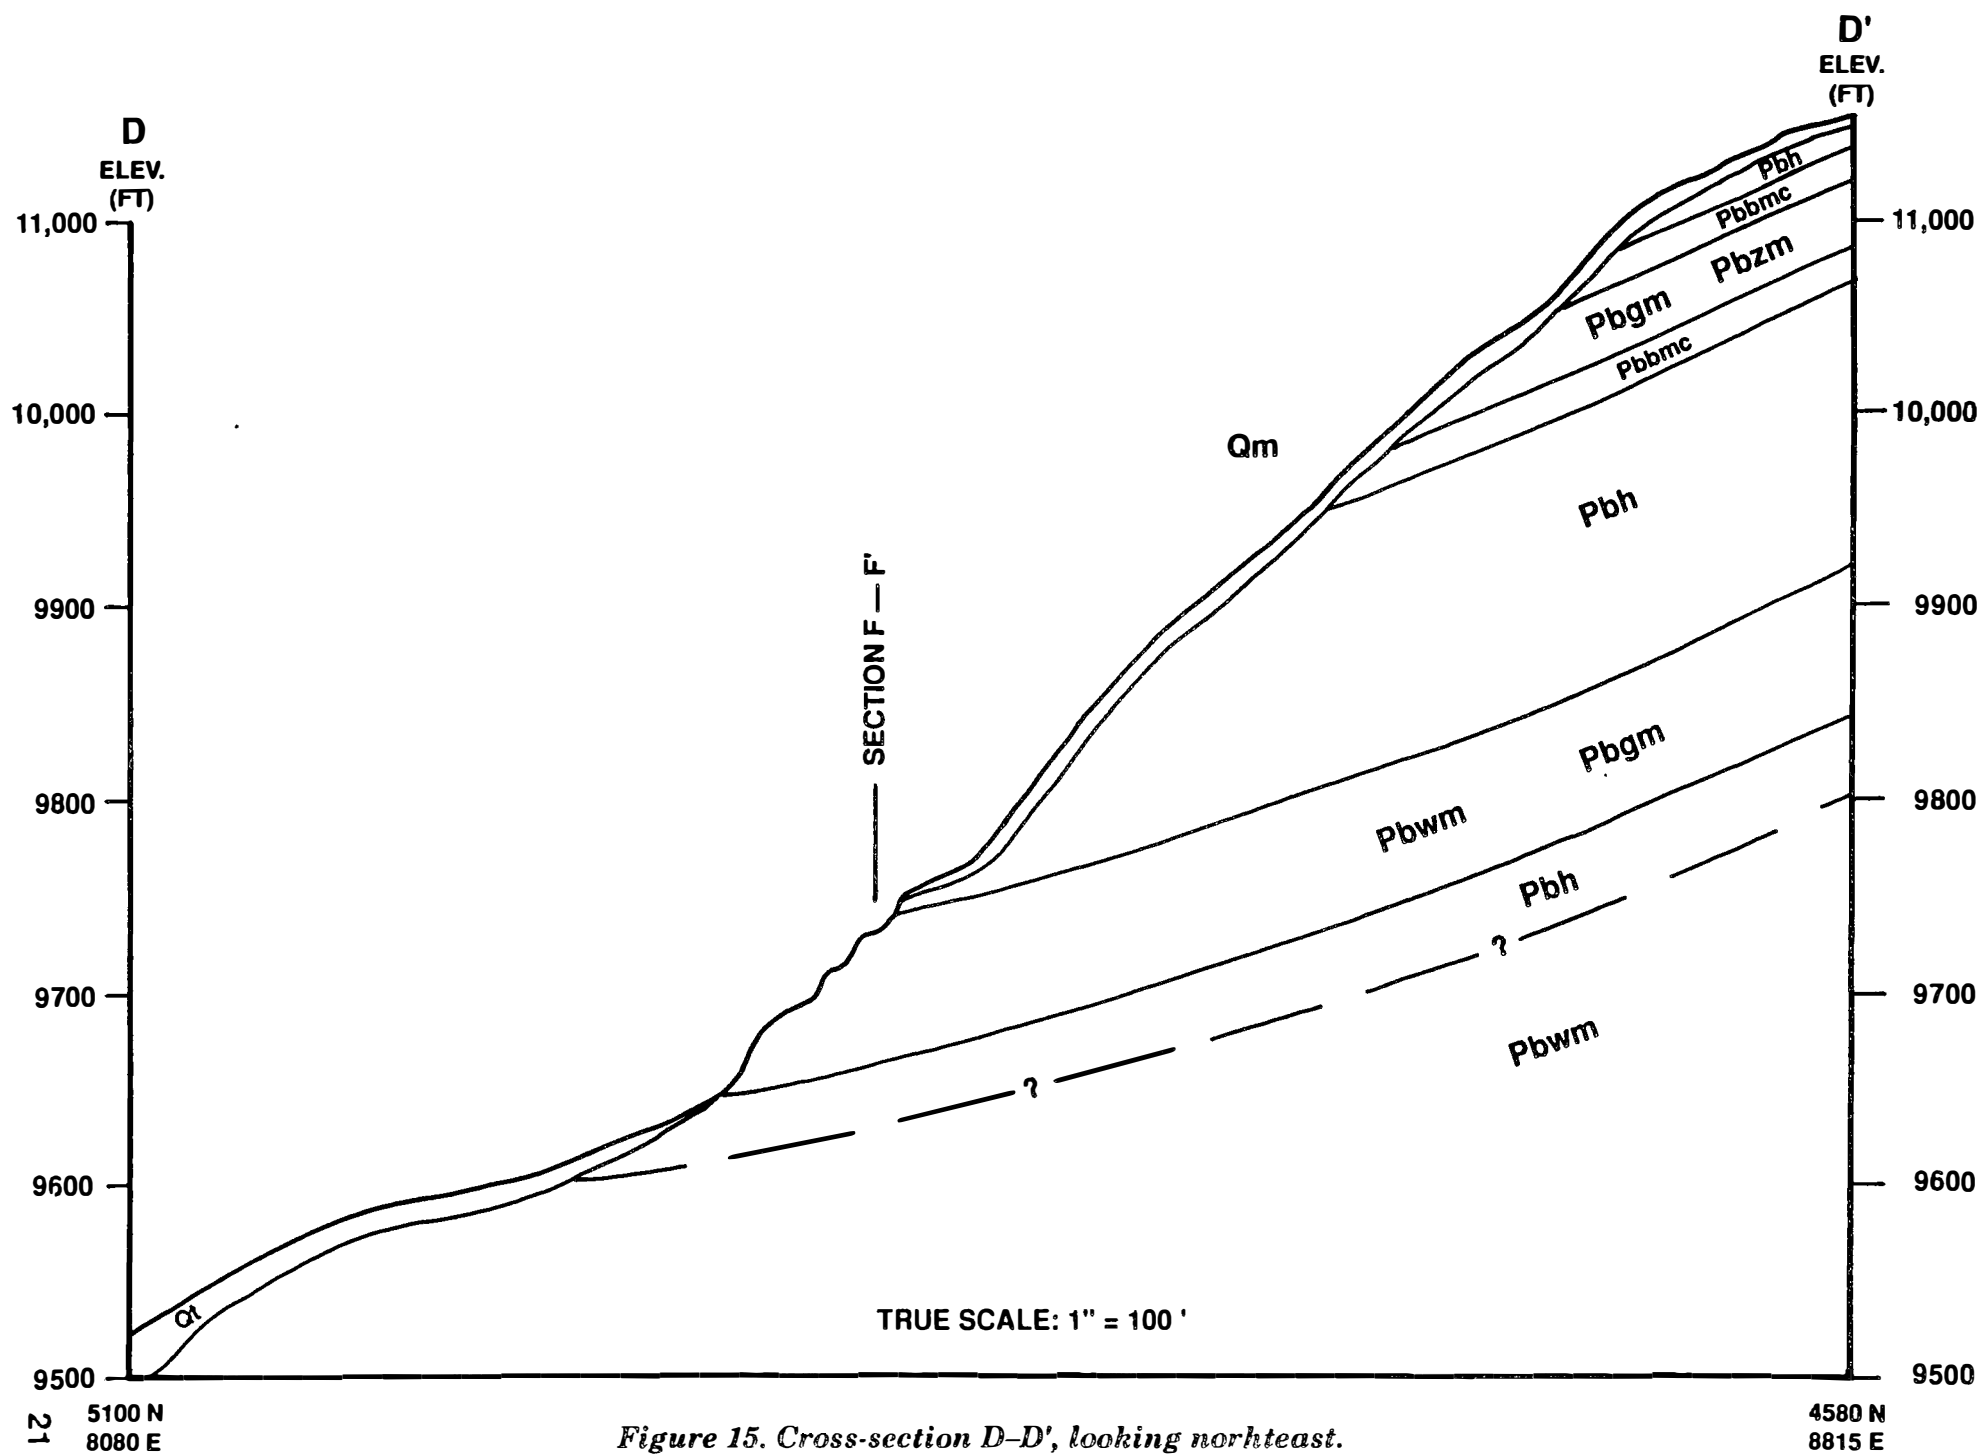 D'
ELEV.
(FT)
D
ELEV.
(FT)
11,000
11,000
10,000
10,000
9900
9900
9800
9800
9700
9700
9600
9600
9500
9500
Pbh
Pbbmc
Pbzm
Pbgm
Pbbmc
Qm
Pbh
SECTION F — F'
Pbgm
Pbwm
Pbh
?
Pbwm
?
Qt
TRUE SCALE: 1" = 100 '
5100 N
8080 E
4580 N
8815 E
21
Figure 15. Cross-section D–D', looking norhteast.